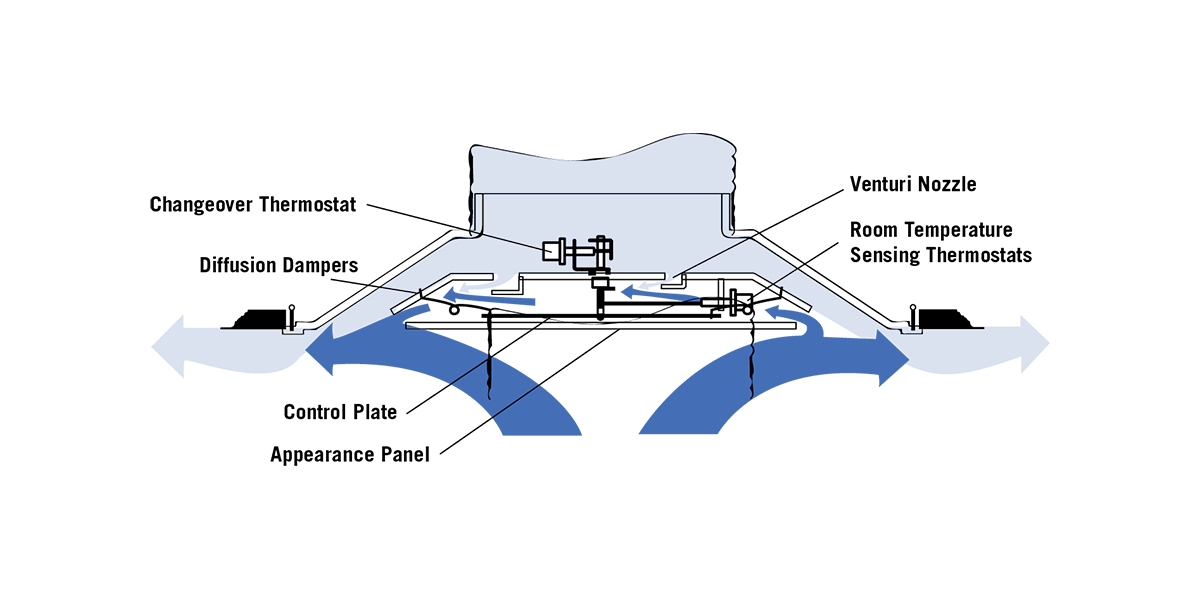 Changeover Thermostat
Diffusion Dampers
Venturi Nozzle
Room Temperature
Sensing Thermostats
Control Plate
Appearance Panel